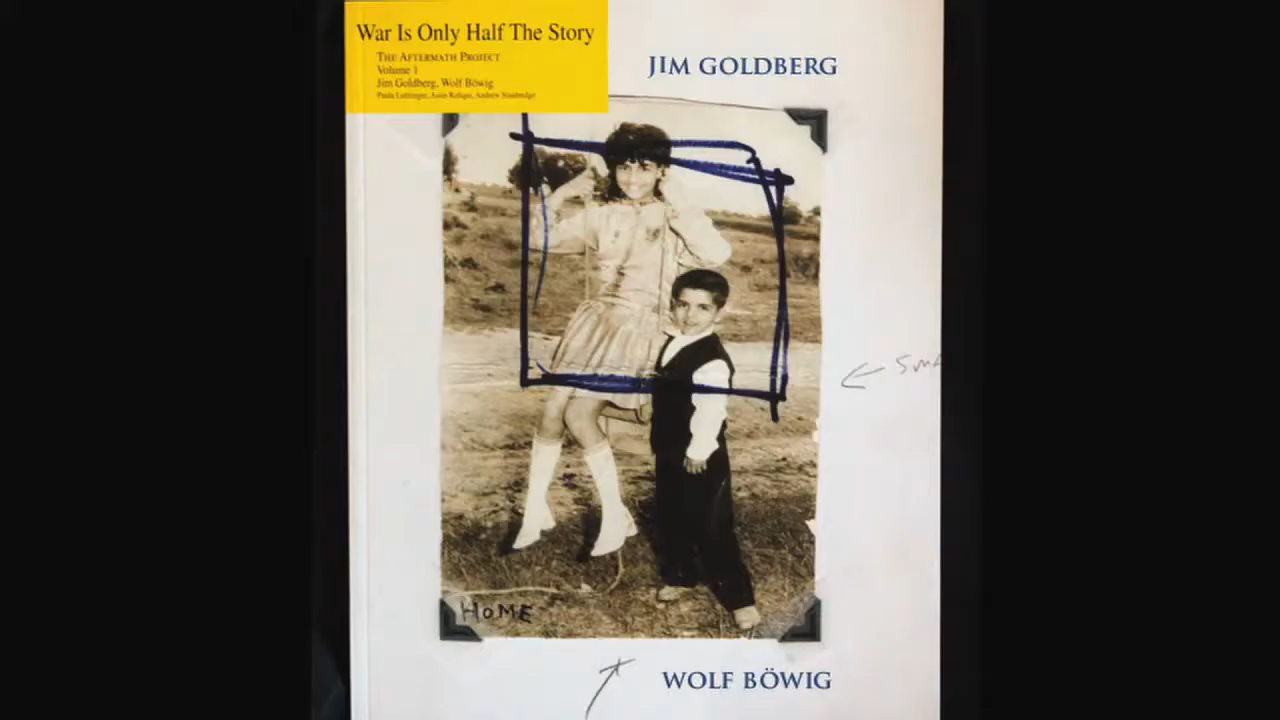 War Is Only Half The Story
THE AFTERMATH PROJECT
Volume 1
Jim Goldberg, Wolf Böwig
JIM GOLDBERG
HOME
WOLF BÖWIG